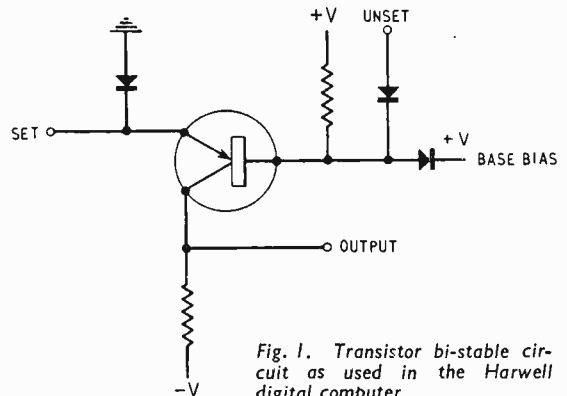 +V
UNSET
SET
+V
BASE BIAS
OUTPUT
-V
Fig. 1. Transistor bi-stable cir-
cuit as used in the Harwell
digital computer